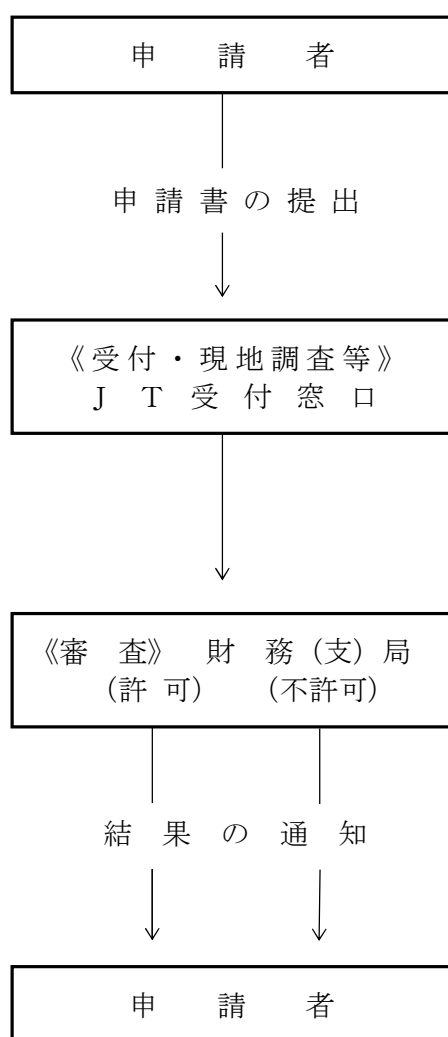 申　請　者
申請書の提出
《受付・現地調査等》
ＪＴ受付窓口
《審　査》　財　務（支）局
（許 可）　（不許可）
結果の通知
申　請　者